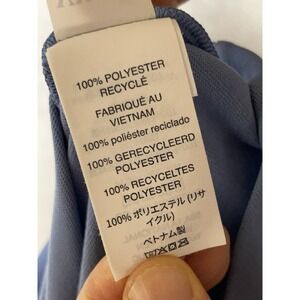 100% POLYESTER
RECYCLÉ
FABRIQUÉ AU
VIETNAM
100% poliéster reciclado
100% GERECYCLEERD
POLYESTER
100% RECYCELTES
POLYESTER
100% ポリエステル (リサ
イクル)
ベトナム製